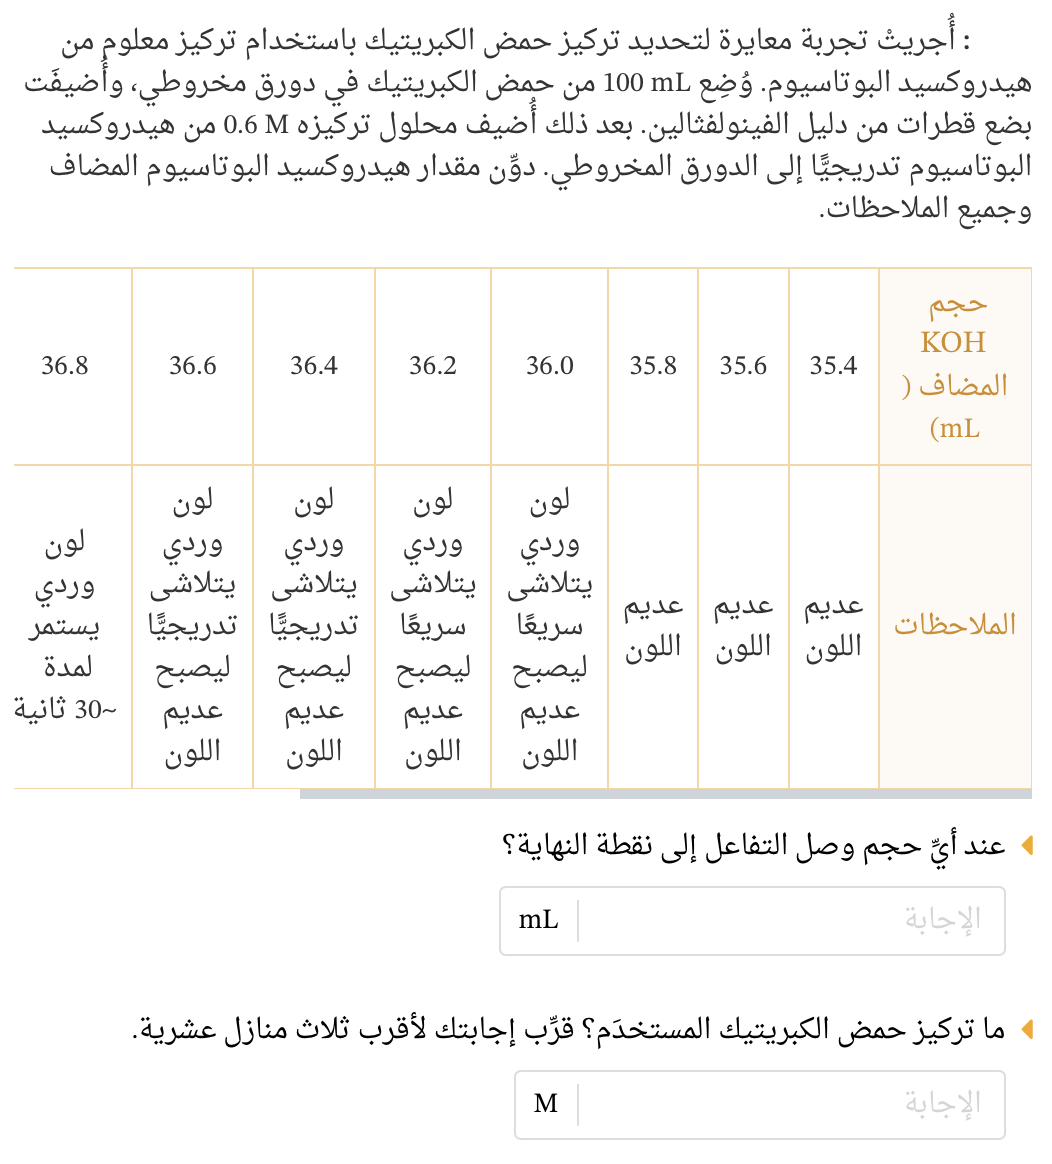 : أُجريتْ تجربة معايرة لتحديد تركيز حمض الكبريتيك باستخدام تركيز معلوم من
هيدروكسيد البوتاسيوم. وُضِع 100 mL من حمض الكبريتيك في دورق مخروطي، وأُضيفَت
بضع قطرات من دليل الفينولفثالين. بعد ذلك أُضيف محلول تركيزه 0.6 M من هيدروكسيد
البوتاسيوم تدريجيًّا إلى الدورق المخروطي. دوِّن مقدار هيدروكسيد البوتاسيوم المضاف
وجميع الملاحظات.
حجم
KOH
المضاف (
mL)
35.4
35.6
35.8
36.0
36.2
36.4
36.6
36.8
الملاحظات
عديم
اللون
عديم
اللون
عديم
اللون
لون
وردي
يتلاشى
سريعًا
ليصبح
عديم
اللون
لون
وردي
يتلاشى
سريعًا
ليصبح
عديم
اللون
لون
وردي
يتلاشى
تدريجيًّا
ليصبح
عديم
اللون
لون
وردي
يتلاشى
تدريجيًّا
ليصبح
عديم
اللون
لون
وردي
يستمر
لمدة
~30 ثانية
عند أيِّ حجم وصل التفاعل إلى نقطة النهاية؟
الإجابة mL
ما تركيز حمض الكبريتيك المستخدَم؟ قرِّب إجابتك لأقرب ثلاث منازل عشرية.
الإجابة M